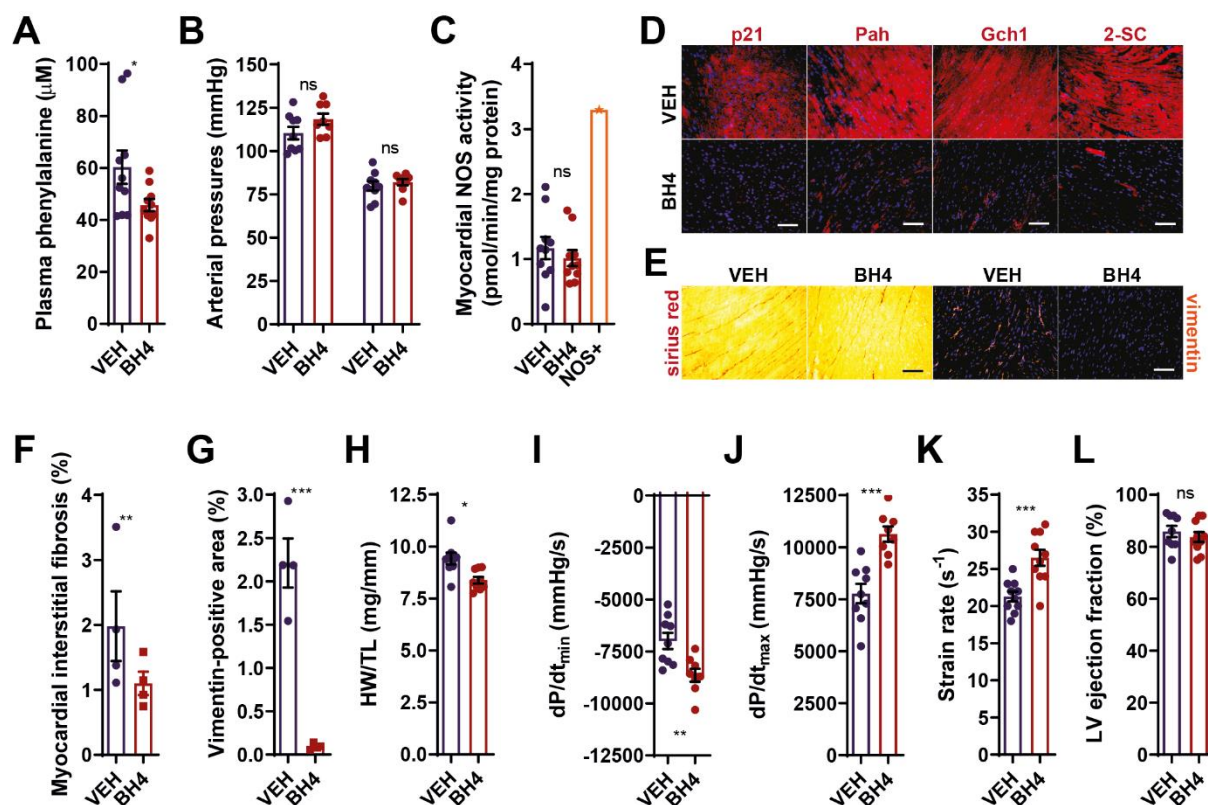 A
Plasma phenylalanine (µM)
100
80
60
40
20
0
*
VEH
BH4
B
Arterial pressures (mmHg)
150
125
100
75
50
25
0
ns
ns
VEH
BH4
VEH
BH4
C
Myocardial NOS activity
(pmol/min/mg protein)
4
3
2
1
0
ns
VEH
BH4
NOS+
D
p21 Pah Gch1 2-SC
VEH
BH4
E
VEH BH4 VEH BH4
sirius red
vimentin
F
Myocardial interstitial fibrosis (%)
4
3
2
1
0
**
VEH
BH4
G
Vimentin-positive area (%)
3.0
2.5
2.0
1.5
1.0
0.5
0.0
***
VEH
BH4
H
HW/TL (mg/mm)
12.5
10.0
7.5
5.0
2.5
0.0
*
VEH
BH4
I
dP/dtmin (mmHg/s)
0
-2500
-5000
-7500
-10000
-12500
**
VEH
BH4
J
dP/dtmax (mmHg/s)
12500
10000
7500
5000
2500
0
***
VEH
BH4
K
Strain rate (s-1)
35
30
25
20
15
10
5
0
***
VEH
BH4
L
LV ejection fraction (%)
100
80
60
40
20
0
ns
VEH
BH4